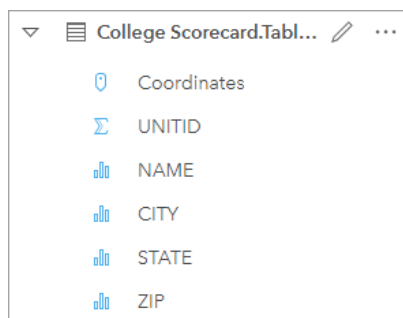 College Scorecard.Tabl...
Coordinates
UNITID
NAME
CITY
STATE
ZIP